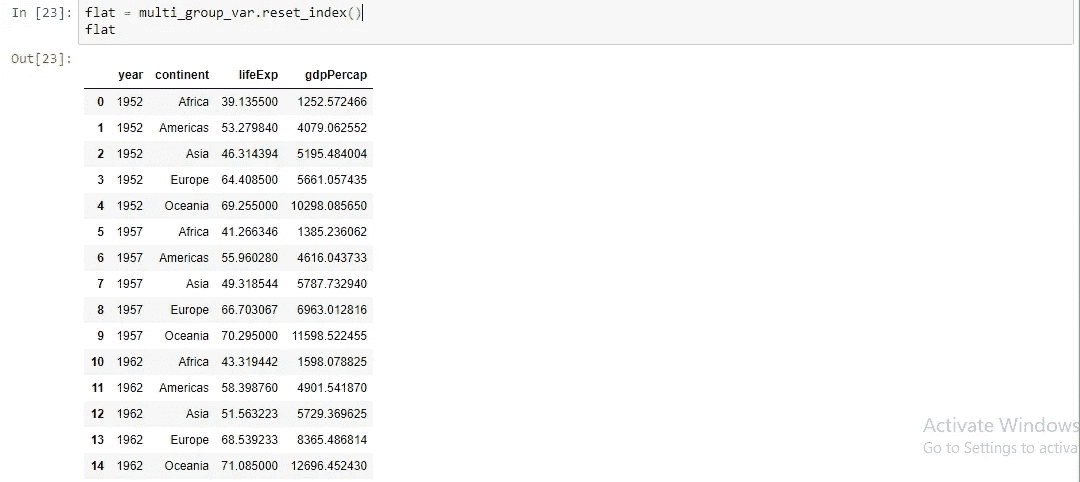 In [23]: flat = multi_group_var.reset_index()
flat
Out[23]:
year continent lifeExp gdpPercap
0 1952 Africa 39.135500 1252.572466
1 1952 Americas 53.279840 4079.062552
2 1952 Asia 46.314394 5195.484004
3 1952 Europe 64.408500 5661.057435
4 1952 Oceania 69.255000 10298.085650
5 1957 Africa 41.266346 1385.236062
6 1957 Americas 55.960280 4616.043733
7 1957 Asia 49.318544 5787.732940
8 1957 Europe 66.703067 6963.012816
9 1957 Oceania 70.295000 11598.522455
10 1962 Africa 43.319442 1598.078825
11 1962 Americas 58.398760 4901.541870
12 1962 Asia 51.563223 5729.369625
13 1962 Europe 68.539233 8365.486814
14 1962 Oceania 71.085000 12696.452430
Activate Windows
Go to Settings to activa